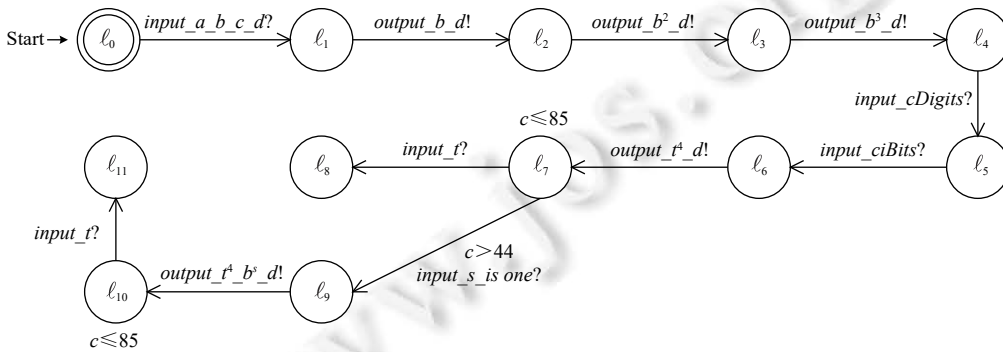 Start
ℓ₀
input_a_b_c_d?
ℓ₁
output_b_d!
ℓ₂
output_b²_d!
ℓ₃
output_b³_d!
ℓ₄
input_cDigits?
c≤85
ℓ₁₁
ℓ₈
input_t?
ℓ₇
output_t⁴_d!
ℓ₆
input_ciBits?
ℓ₅
input_t?
c>44
input_s_is one?
ℓ₁₀
output_t⁴_bˢ_d!
ℓ₉
c≤85